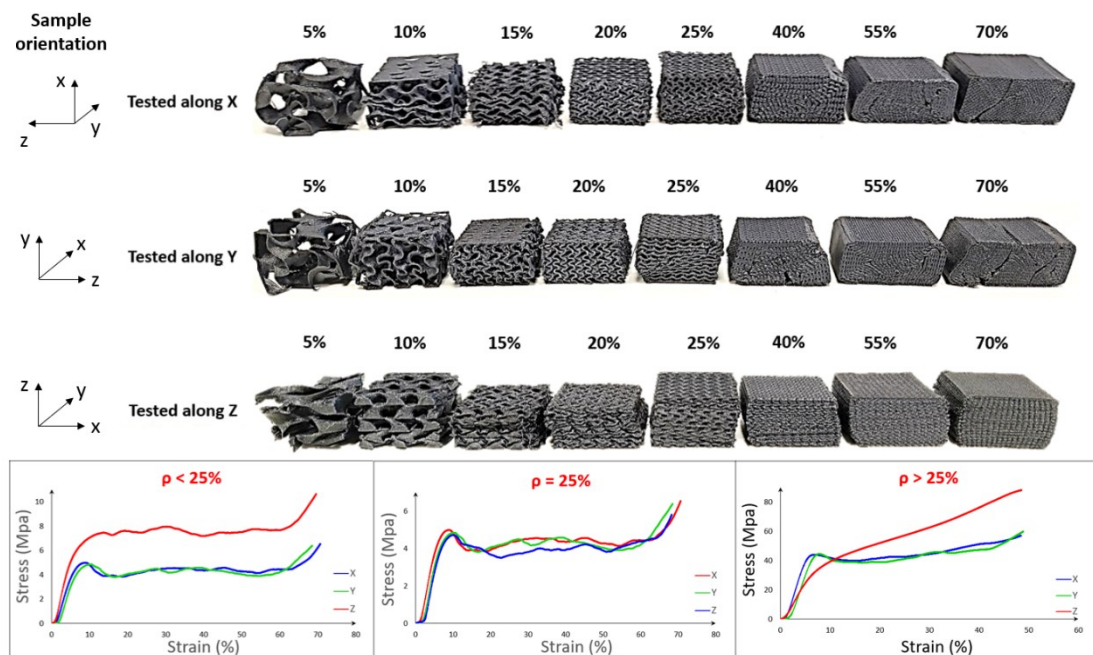 Sample
orientation
x
y
z
Tested along X
5% 10% 15% 20% 25% 40% 55% 70%
y
x
z
Tested along Y
5% 10% 15% 20% 25% 40% 55% 70%
z
y
x
Tested along Z
5% 10% 15% 20% 25% 40% 55% 70%
ρ < 25%
Stress (Mpa)
10
8
6
4
2
0
0 10 20 30 40 50 60 70 80
Strain (%)
X
Y
Z
ρ = 25%
Stress (Mpa)
6
4
2
0
0 10 20 30 40 50 60 70 80
Strain (%)
X
Y
Z
ρ > 25%
Stress (Mpa)
80
60
40
20
0
0 10 20 30 40 50 60
Strain (%)
X
Y
Z